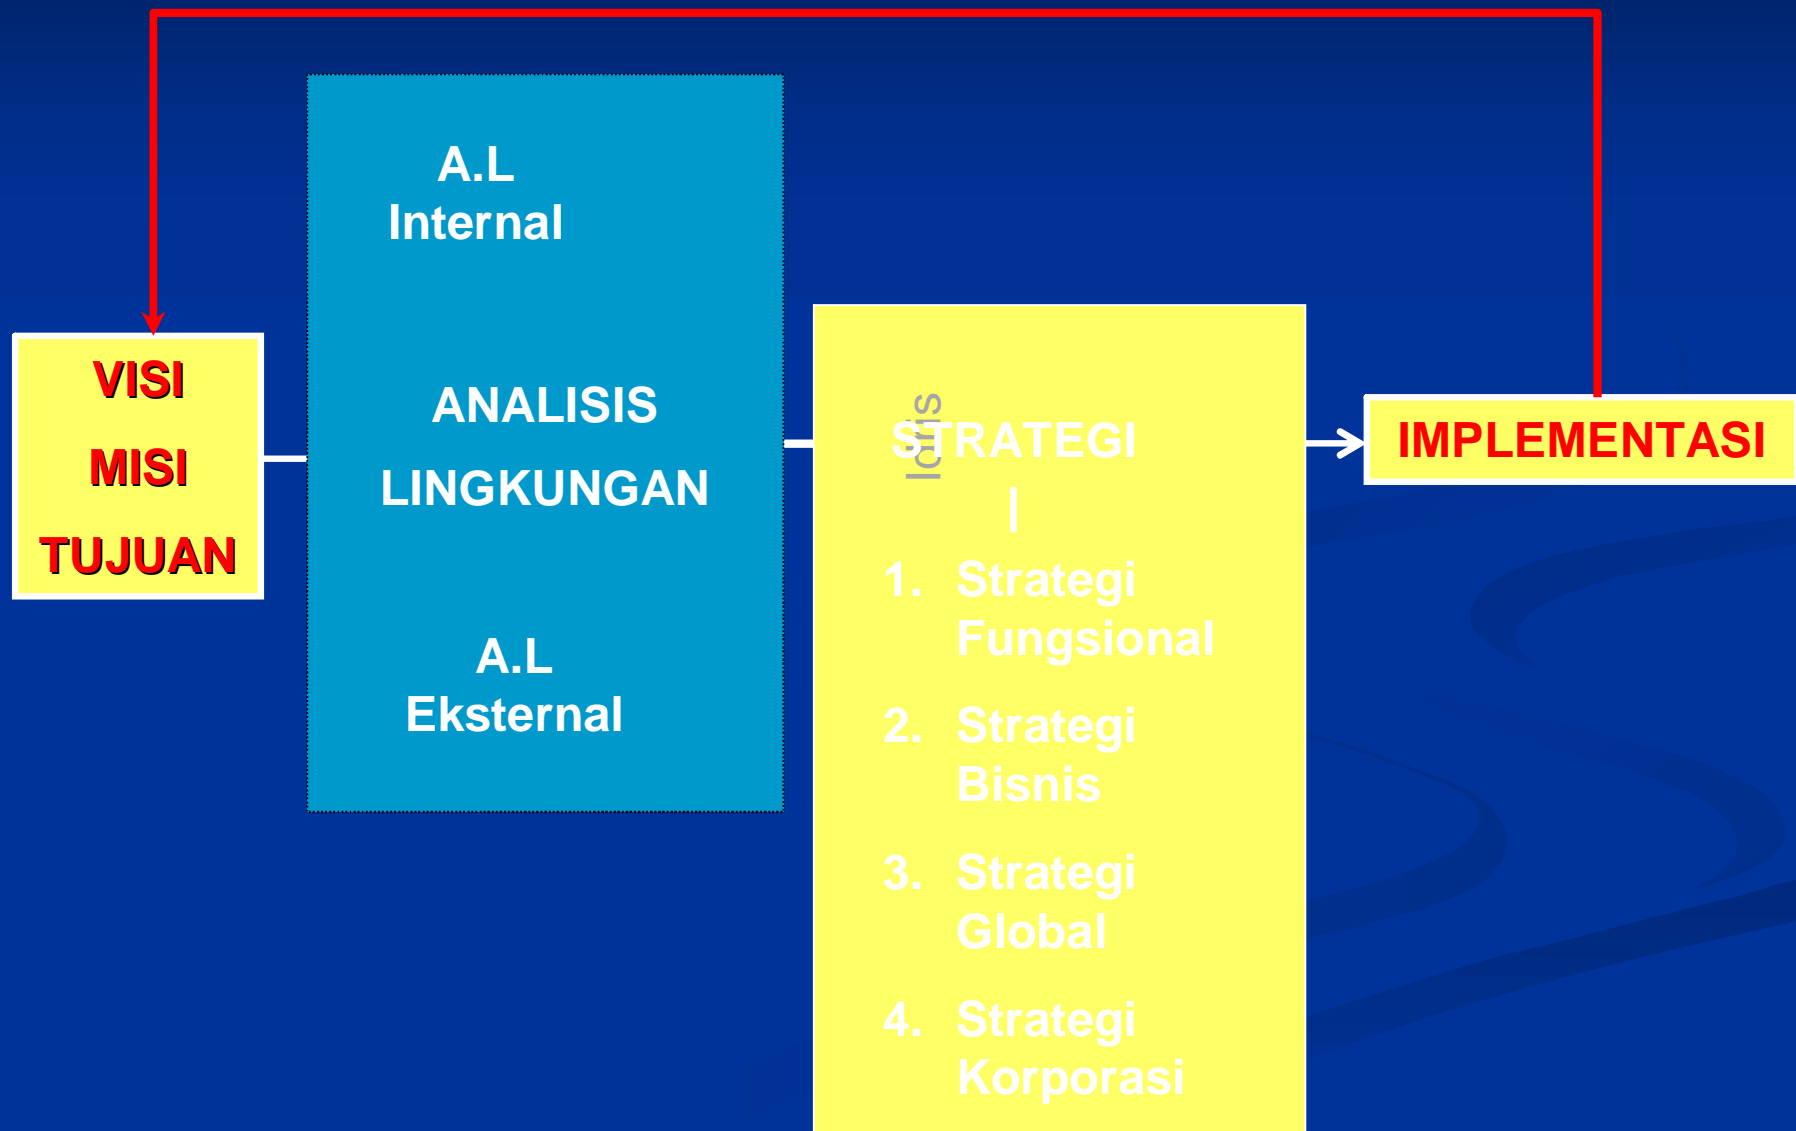 VISI
MISI
TUJUAN
A.L
Internal
ANALISIS
LINGKUNGAN
A.L
Eksternal
Idris
STRATEGI
|
1. Strategi
Fungsional
2. Strategi
Bisnis
3. Strategi
Global
4. Strategi
Korporasi
IMPLEMENTASI